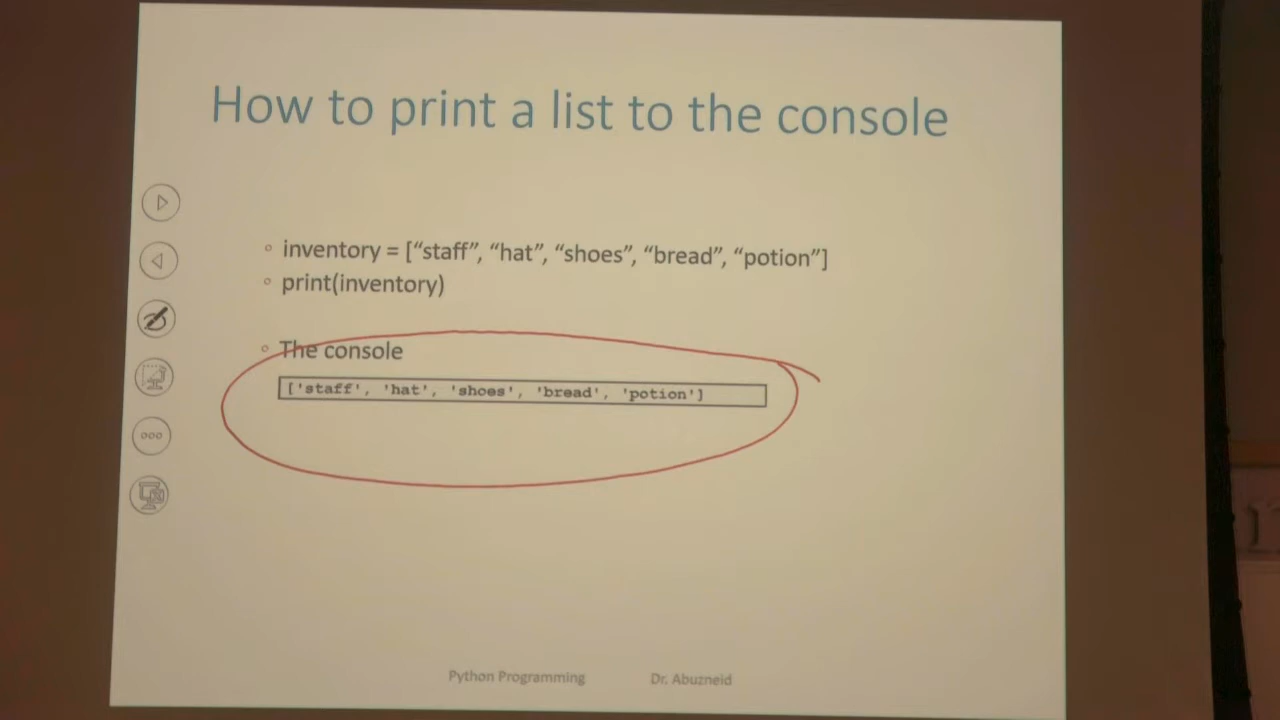 How to print a list to the console
inventory = [“staff”, “hat”, “shoes”, “bread”, “potion”]
print(inventory)
The console
['staff', 'hat', 'shoes', 'bread', 'potion']
Python Programming Dr. Abuzneid